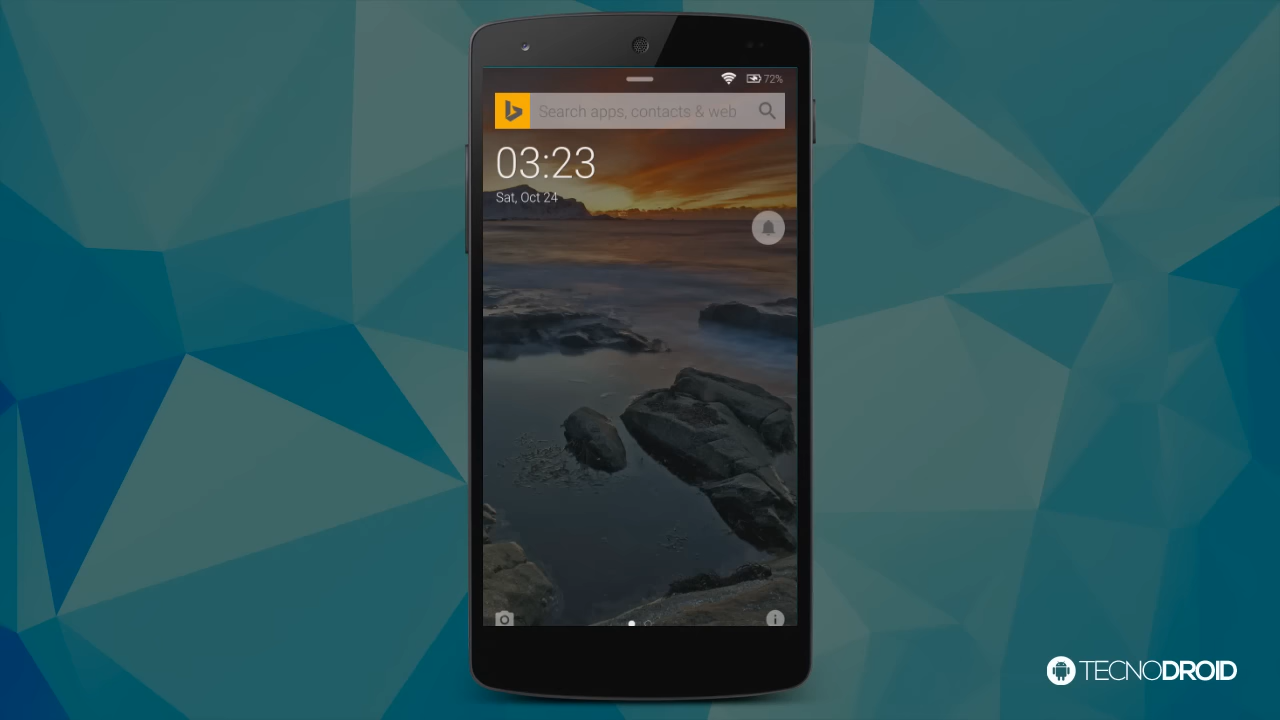 72%
Search apps, contacts & web
03:23
Sat, Oct 24
TECNODROID